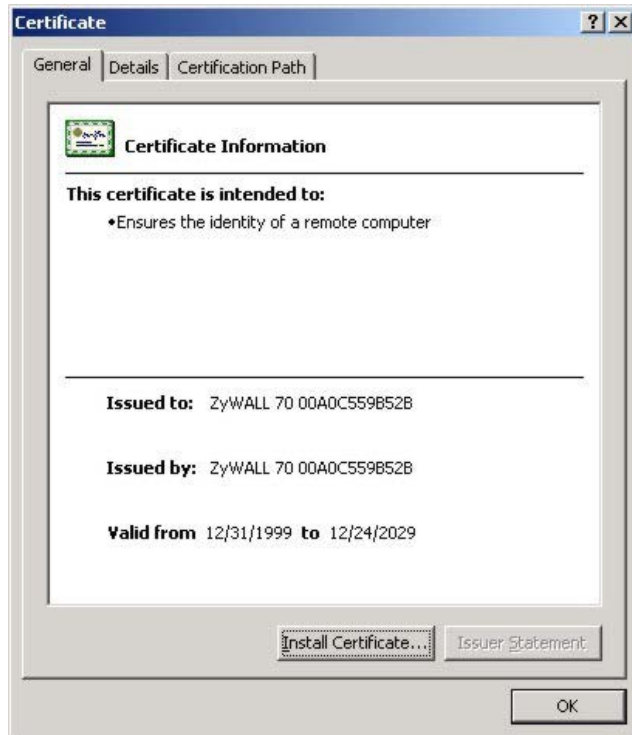 Certificate
General
Details
Certification Path
Certificate Information
This certificate is intended to:
•Ensures the identity of a remote computer
Issued to: ZyWALL 70 00A0C559B52B
Issued by: ZyWALL 70 00A0C559B52B
Valid from 12/31/1999 to 12/24/2029
Install Certificate...
Issuer Statement
OK